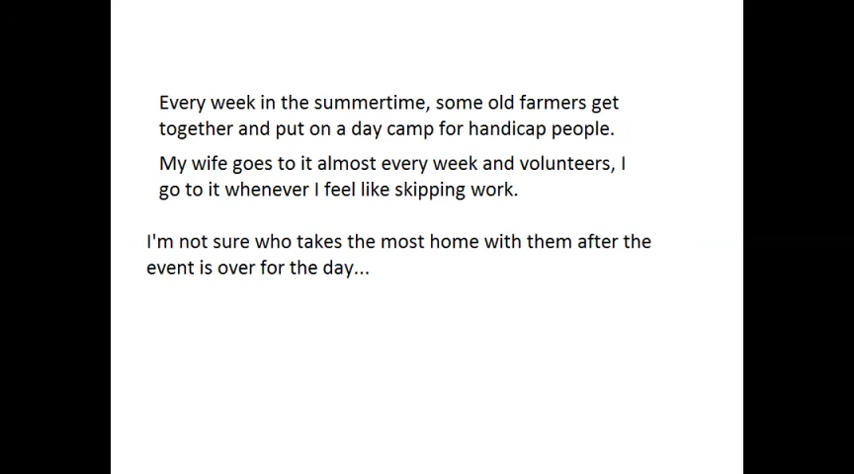 Every week in the summertime, some old farmers get
together and put on a day camp for handicap people.
My wife goes to it almost every week and volunteers, I
go to it whenever I feel like skipping work.
I'm not sure who takes the most home with them after the
event is over for the day...